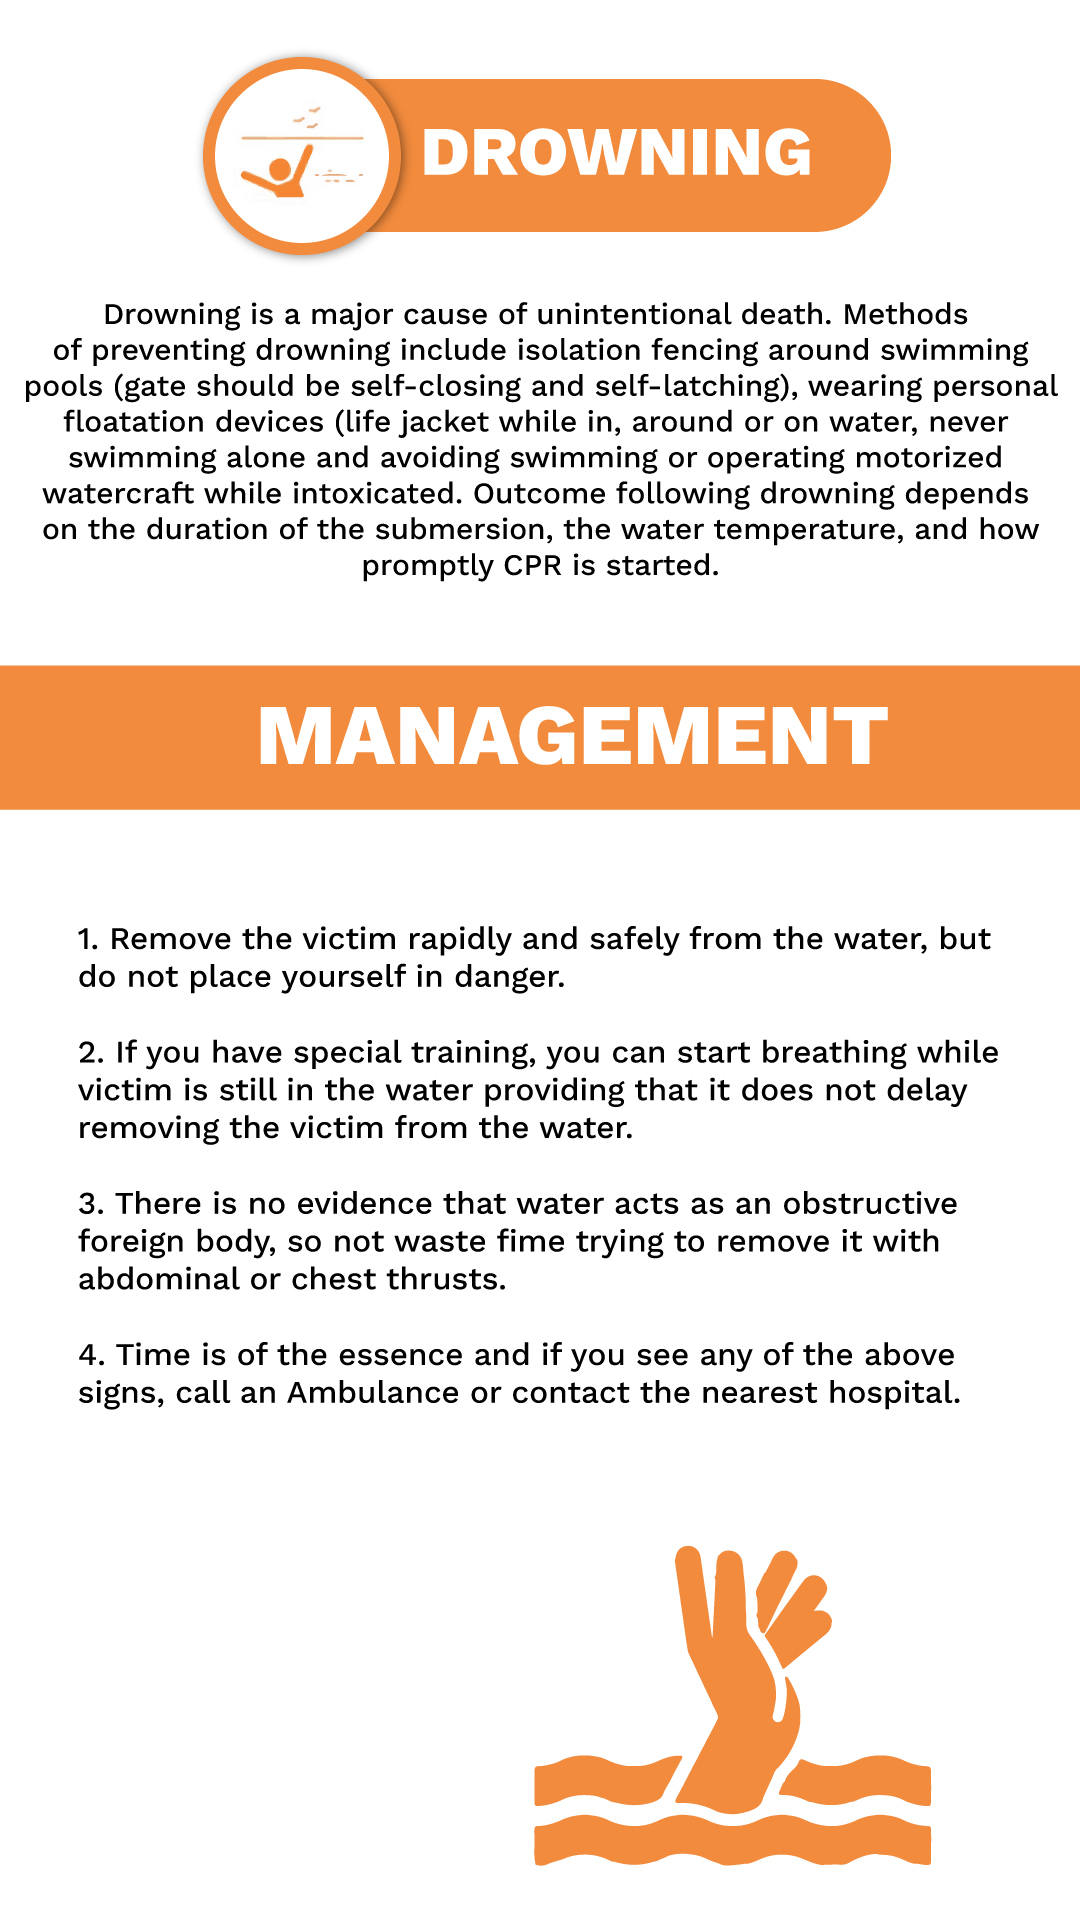 DROWNING
Drowning is a major cause of unintentional death. Methods
of preventing drowning include isolation fencing around swimming
pools (gate should be self-closing and self-latching), wearing personal
floatation devices (life jacket while in, around or on water, never
swimming alone and avoiding swimming or operating motorized
watercraft while intoxicated. Outcome following drowning depends
on the duration of the submersion, the water temperature, and how
promptly CPR is started.
MANAGEMENT
1. Remove the victim rapidly and safely from the water, but
do not place yourself in danger.
2. If you have special training, you can start breathing while
victim is still in the water providing that it does not delay
removing the victim from the water.
3. There is no evidence that water acts as an obstructive
foreign body, so not waste fime trying to remove it with
abdominal or chest thrusts.
4. Time is of the essence and if you see any of the above
signs, call an Ambulance or contact the nearest hospital.